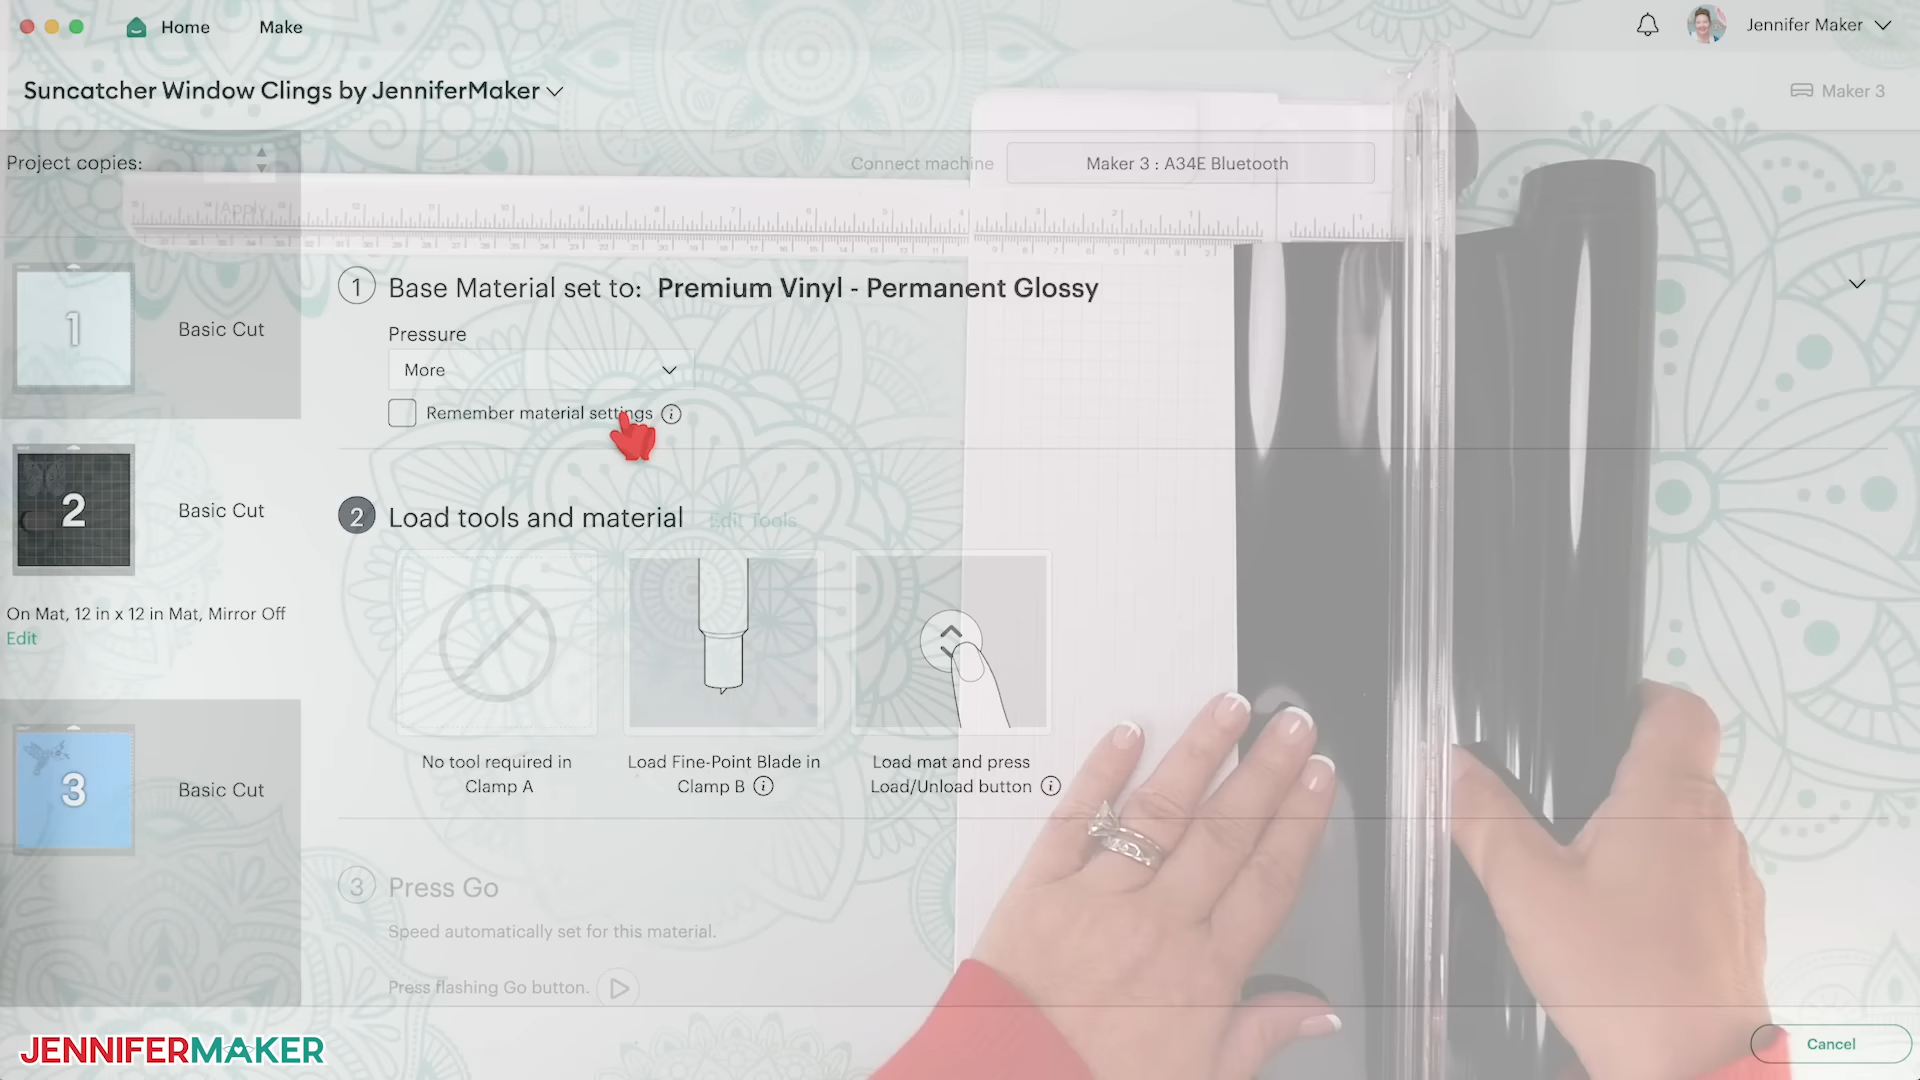 Home
Make
Jennifer Maker
Suncatcher Window Clings by JenniferMaker
Maker 3
Project copies:
Connect machine
Maker 3 : A34E Bluetooth
Apply
1 Base Material set to: Premium Vinyl - Permanent Glossy
Pressure
More
Remember material settings
1
Basic Cut
2
Basic Cut
On Mat, 12 in x 12 in Mat, Mirror Off
Edit
3
Basic Cut
2 Load tools and material Edit Tools
No tool required in
Clamp A
Load Fine-Point Blade in
Clamp B
Load mat and press
Load/Unload button
3 Press Go
Speed automatically set for this material.
Press flashing Go button.
JENNIFERMAKER
Cancel